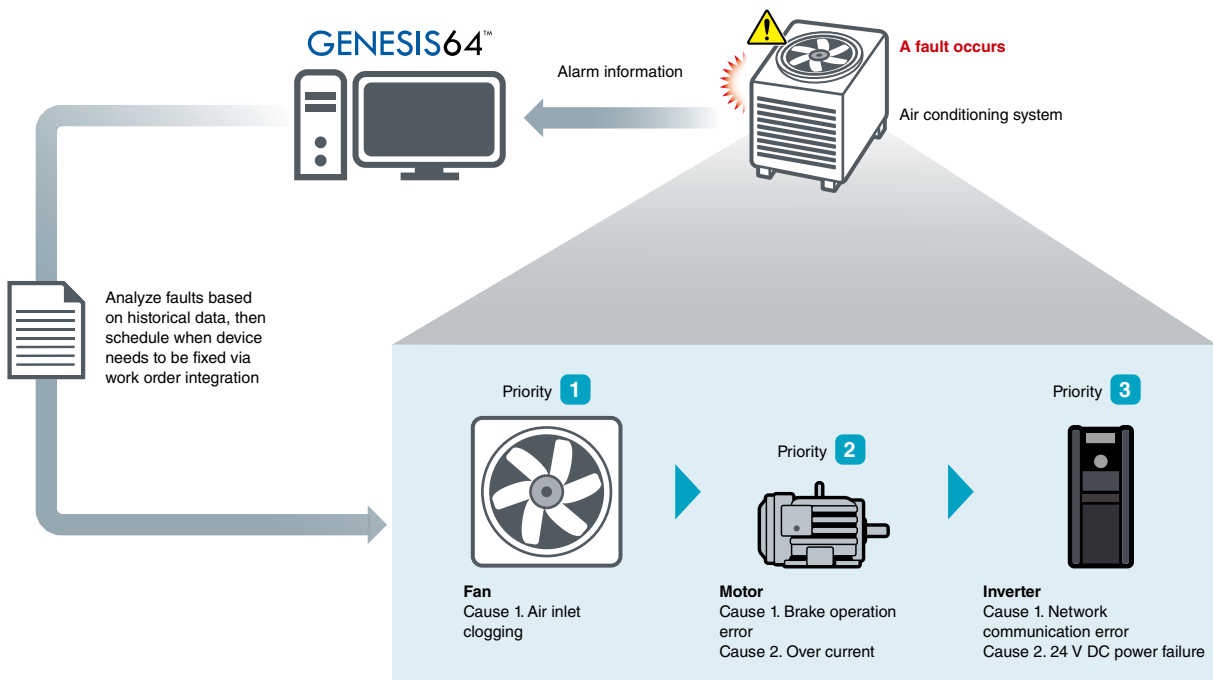 GENESIS64™
Alarm information
A fault occurs
Air conditioning system
Analyze faults based
on historical data, then
schedule when device
needs to be fixed via
work order integration
Priority 1
Priority 2
Priority 3
Fan
Cause 1. Air inlet
clogging
Motor
Cause 1. Brake operation
error
Cause 2. Over current
Inverter
Cause 1. Network
communication error
Cause 2. 24 V DC power failure